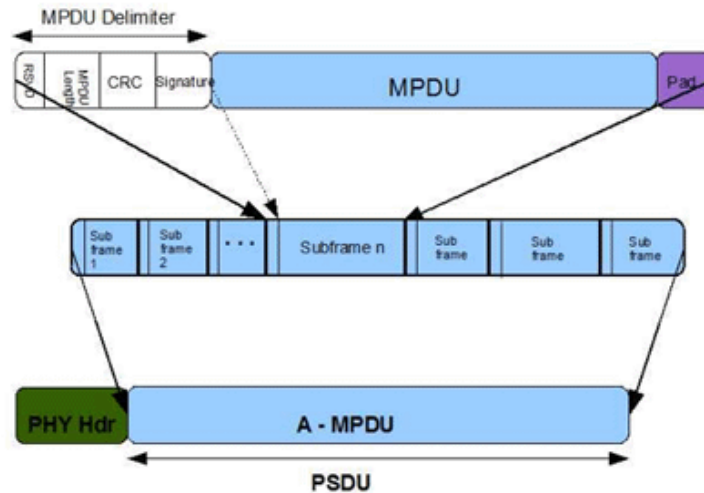 MPDU Delimiter
RSVD
MPDU
Length
CRC
Signature
MPDU
Pad
Sub
frame
1
Sub
frame
2
...
Subframe n
Sub
frame
Sub
frame
Sub
frame
PHY Hdr
A - MPDU
PSDU